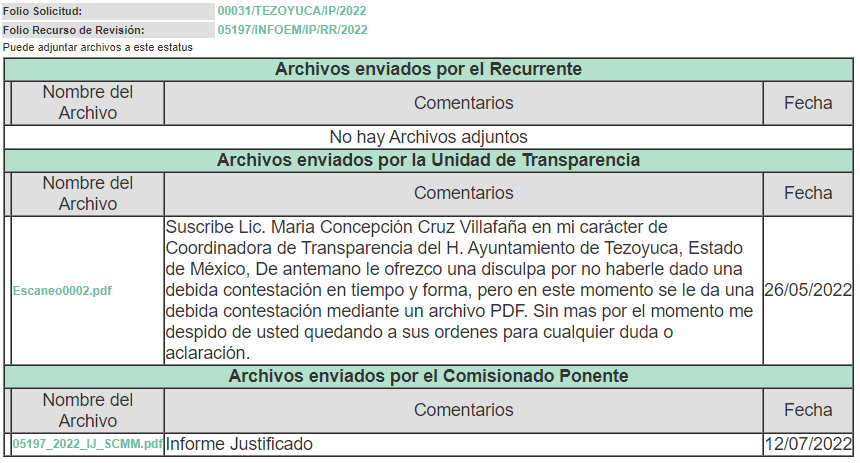 Folio Solicitud: 00031/TEZOYUCA/IP/2022
Folio Recurso de Revisión: 05197/INFOEM/IP/RR/2022
Puede adjuntar archivos a este estatus
Archivos enviados por el Recurrente
Nombre del Archivo Comentarios Fecha
No hay Archivos adjuntos
Archivos enviados por la Unidad de Transparencia
Nombre del Archivo Comentarios Fecha
Escaneo0002.pdf
Suscribe Lic. Maria Concepción Cruz Villafaña en mi carácter de
Coordinadora de Transparencia del H. Ayuntamiento de Tezoyuca, Estado
de México, De antemano le ofrezco una disculpa por no haberle dado una
debida contestación en tiempo y forma, pero en este momento se le da una
debida contestación mediante un archivo PDF. Sin mas por el momento me
despido de usted quedando a sus ordenes para cualquier duda o
aclaración.
26/05/2022
Archivos enviados por el Comisionado Ponente
Nombre del Archivo Comentarios Fecha
05197_2022_IJ_SCMM.pdf Informe Justificado 12/07/2022